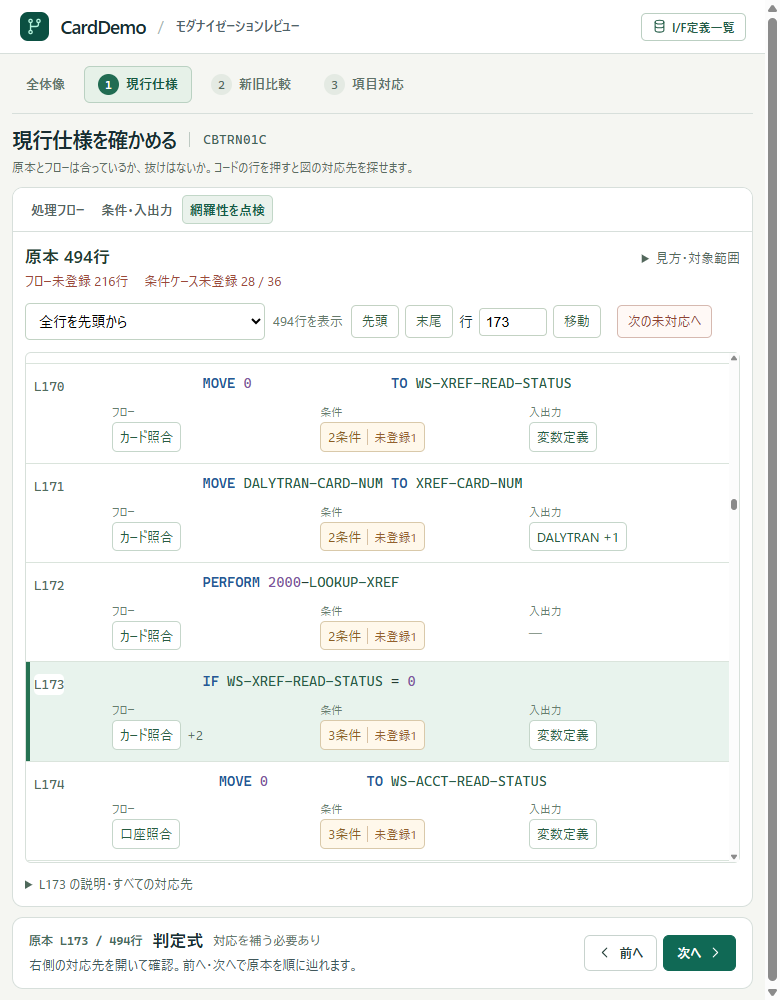 CardDemo / モダナイゼーションレビュー
I/F定義一覧
全体像 1 現行仕様 2 新旧比較 3 項目対応
現行仕様を確かめる CBTRN01C
原本とフローは合っているか、抜けはないか。コードの行を押すと図の対応先を探せます。
処理フロー 条件・入出力 網羅性を点検
原本 494行
▶ 見方・対象範囲
フロー未登録 216行 条件ケース未登録 28 / 36
全行を先頭から 494行を表示 先頭 末尾 行 173 移動 次の未対応へ
L170 MOVE 0 TO WS-XREF-READ-STATUS
フロー 条件 入出力
カード照合 2条件 未登録1 変数定義
L171 MOVE DALYTRAN-CARD-NUM TO XREF-CARD-NUM
フロー 条件 入出力
カード照合 2条件 未登録1 DALYTRAN +1
L172 PERFORM 2000-LOOKUP-XREF
フロー 条件 入出力
カード照合 2条件 未登録1 —
L173 IF WS-XREF-READ-STATUS = 0
フロー 条件 入出力
カード照合 +2 3条件 未登録1 変数定義
L174 MOVE 0 TO WS-ACCT-READ-STATUS
フロー 条件 入出力
口座照合 3条件 未登録1 変数定義
▶ L173 の説明・すべての対応先
原本 L173 / 494行 判定式 対応を補う必要あり
右側の対応先を開いて確認。前へ・次へで原本を順に辿れます。
前へ 次へ